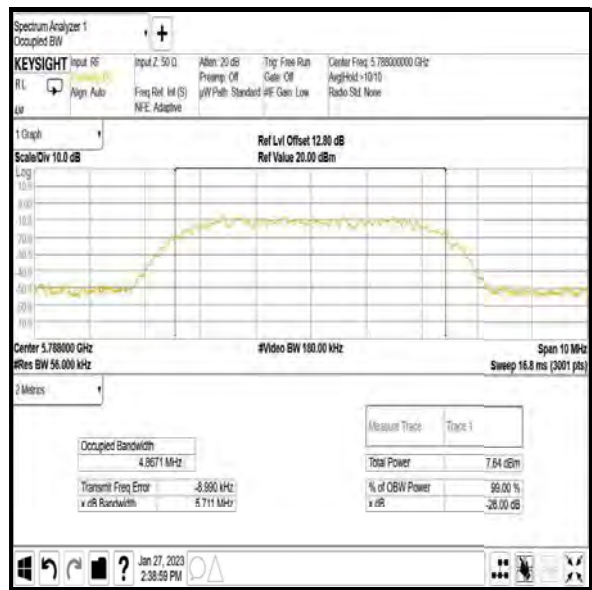 Spectrum Analyzer 1
Occupied BW
+
KEYSIGHT
Input: RF
Align: Auto
Input Z: 50 Ω
Freq Ref: Int (S)
NFE: Adaptive
Atten: 20 dB
Preamp: Off
µW Path: Standard
Trig: Free Run
Gate: Off
#IF Gain: Low
Center Freq: 5.788000000 GHz
Avg|Hold:>10/10
Radio Std: None
RL
1 Graph
Scale/Div 10.0 dB
Ref Lvl Offset 12.80 dB
Ref Value 20.00 dBm
Log
Center 5.788000 GHz
#Res BW 56.000 kHz
#Video BW 180.00 kHz
Span 10 MHz
Sweep 16.8 ms (3001 pts)
2 Metrics
Occupied Bandwidth
4.8671 MHz
Transmit Freq Error -8.990 kHz
x dB Bandwidth 5.711 MHz
Measure Trace Trace 1
Total Power 7.64 dBm
% of OBW Power 99.00 %
x dB -26.00 dB
?
Jan 27, 2023
2:38:59 PM